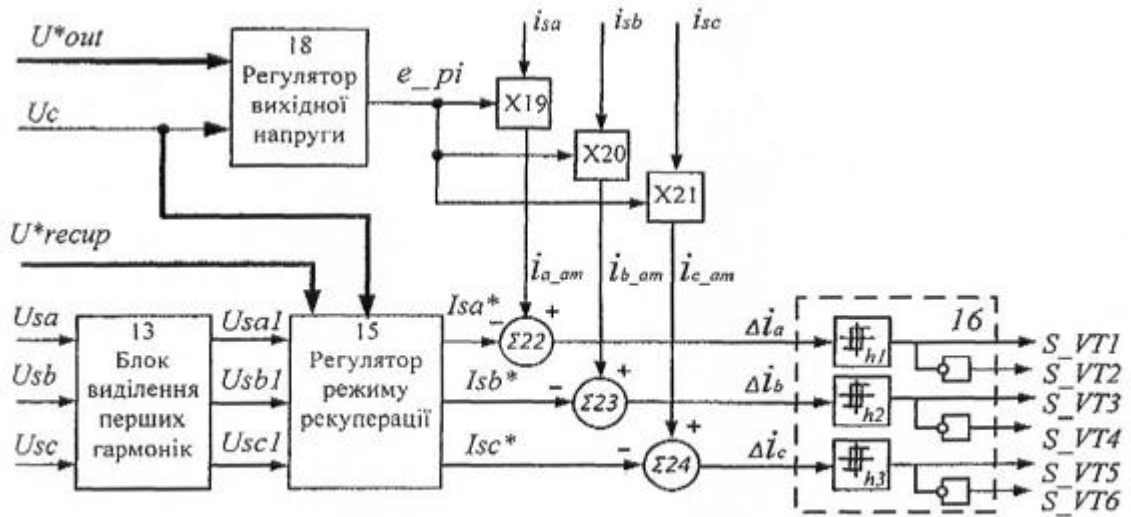 U*out
Uc
18
Регулятор
вихідної
напруги
e_pi
isa
isb
isc
X19
X20
X21
U*recup
ia_am
ib_am
ic_am
Usa
Usb
Usc
13
Блок
виділення
перших
гармонік
Usa1
Usb1
Usc1
15
Регулятор
режиму
рекуперації
Isa*
Isb*
Isc*
- +
Σ22
- +
Σ23
- +
Σ24
Δia
Δib
Δic
16
h1
h2
h3
S_VT1
S_VT2
S_VT3
S_VT4
S_VT5
S_VT6